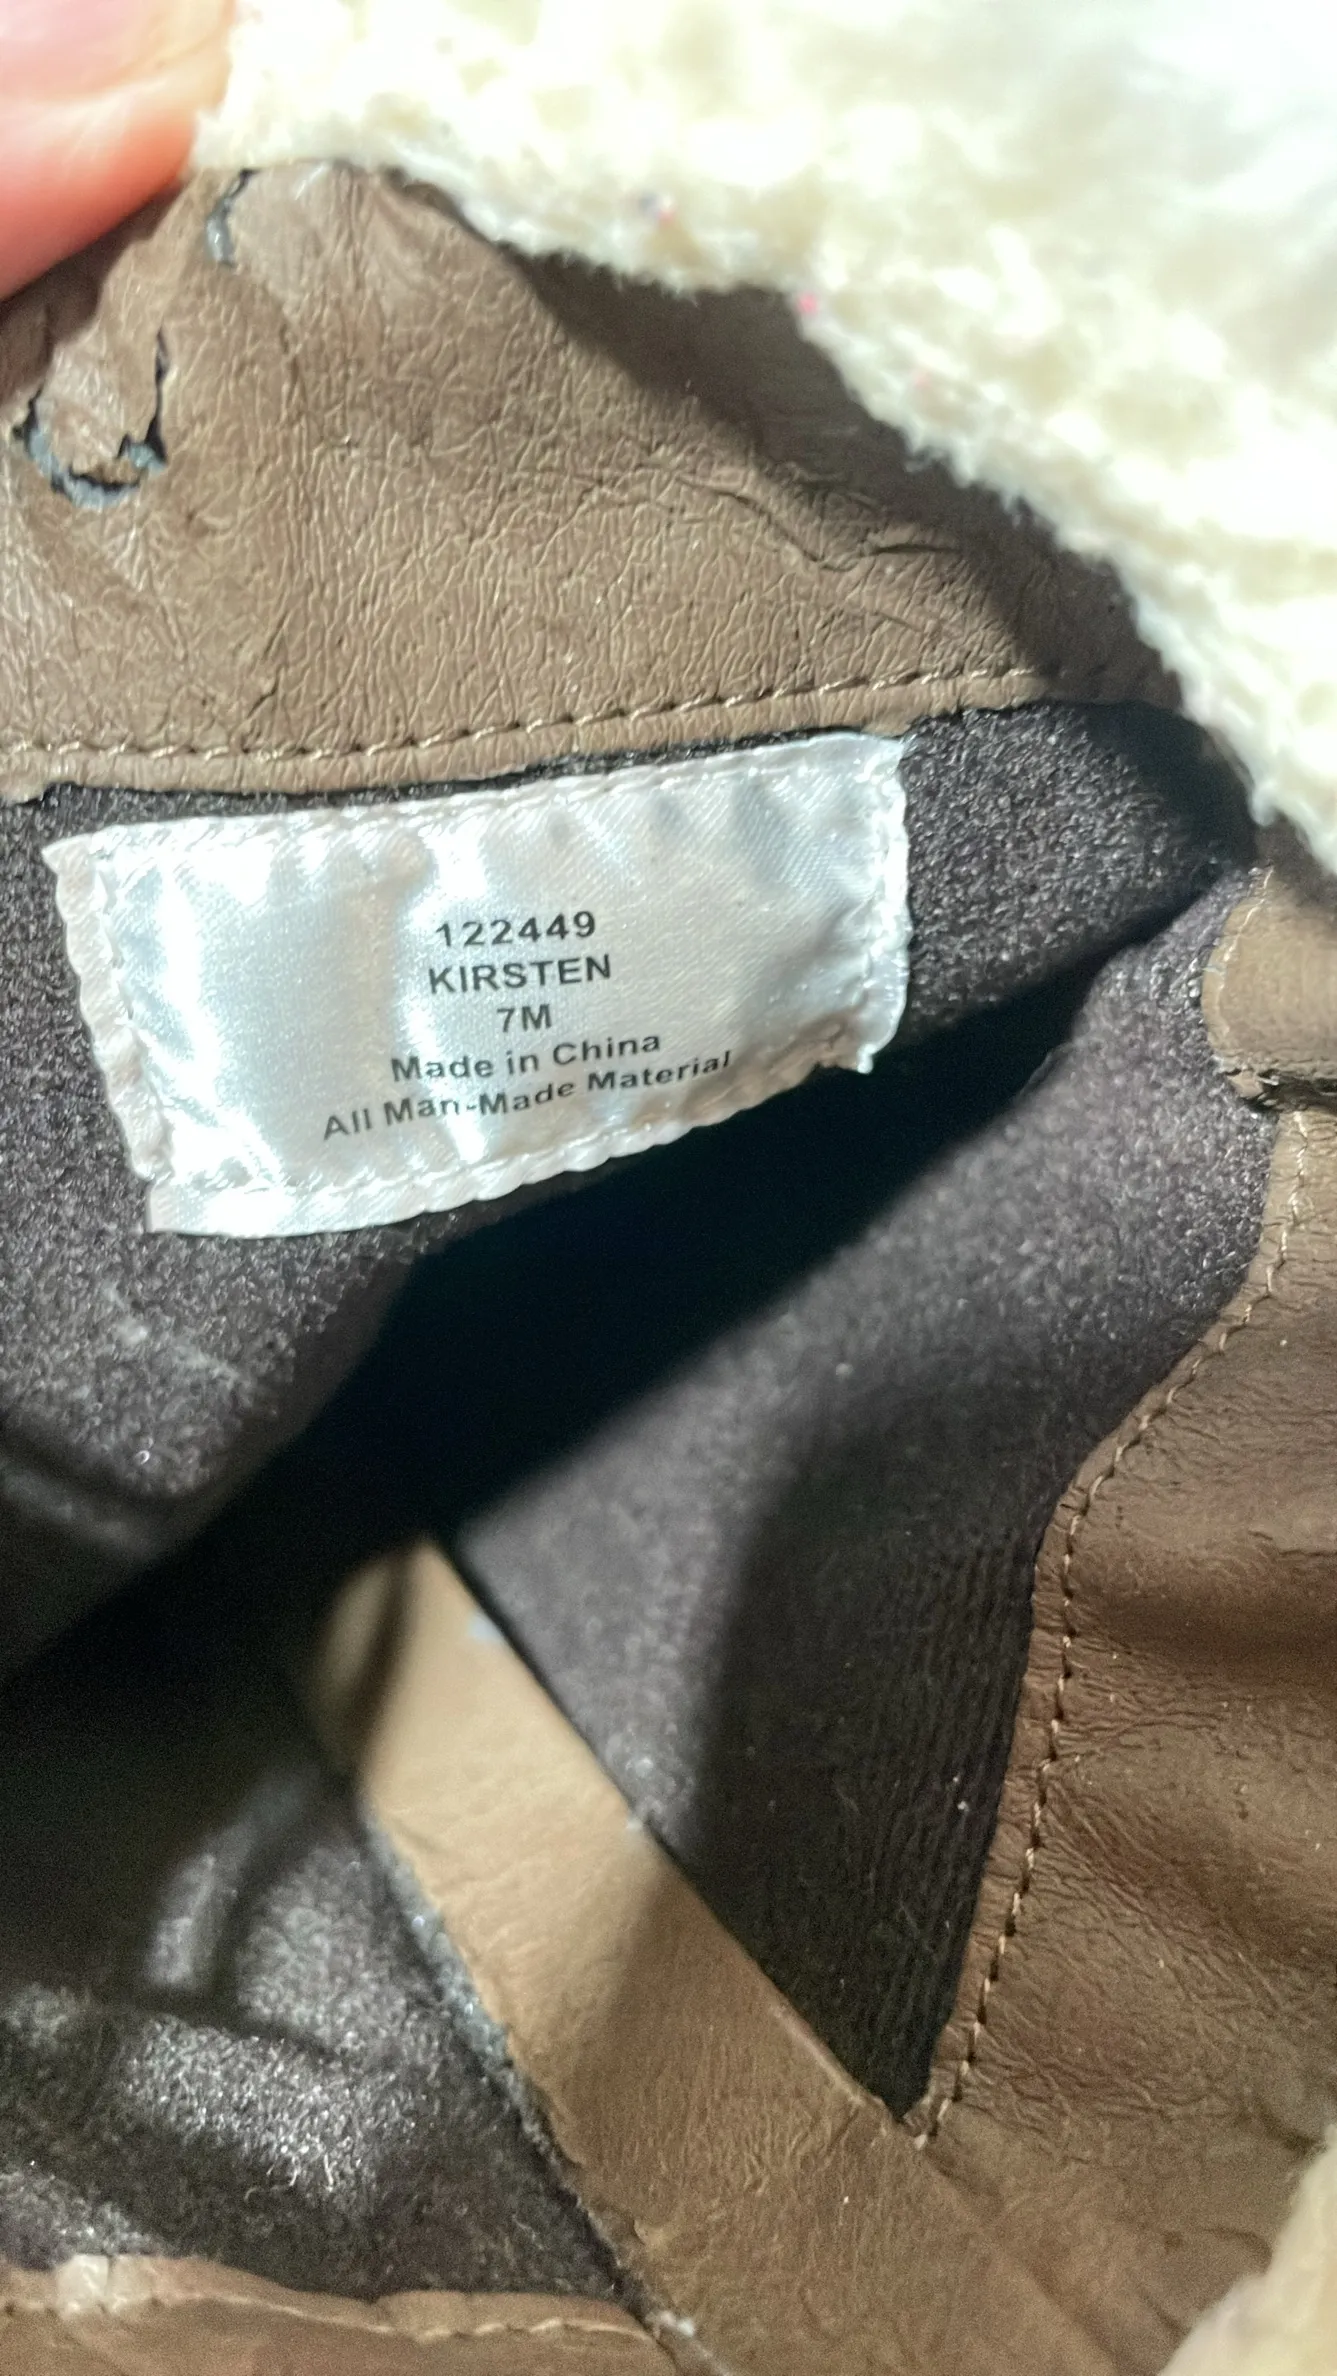 122449
KIRSTEN
7M
Made in China
All Man-Made Material